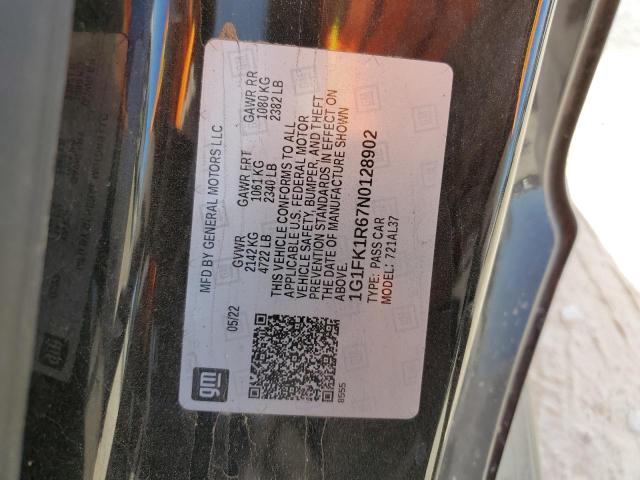 gm
MFD BY GENERAL MOTORS LLC
05/22
GVWR GAWR FRT GAWR RR
2142 KG 1061 KG 1080 KG
4722 LB 2340 LB 2382 LB
THIS VEHICLE CONFORMS TO ALL
APPLICABLE U.S. FEDERAL MOTOR
VEHICLE SAFETY, BUMPER, AND THEFT
PREVENTION STANDARDS IN EFFECT ON
THE DATE OF MANUFACTURE SHOWN
ABOVE.
1G1FK1R67N0128902
TYPE: PASS CAR
MODEL: 721AL37
8555